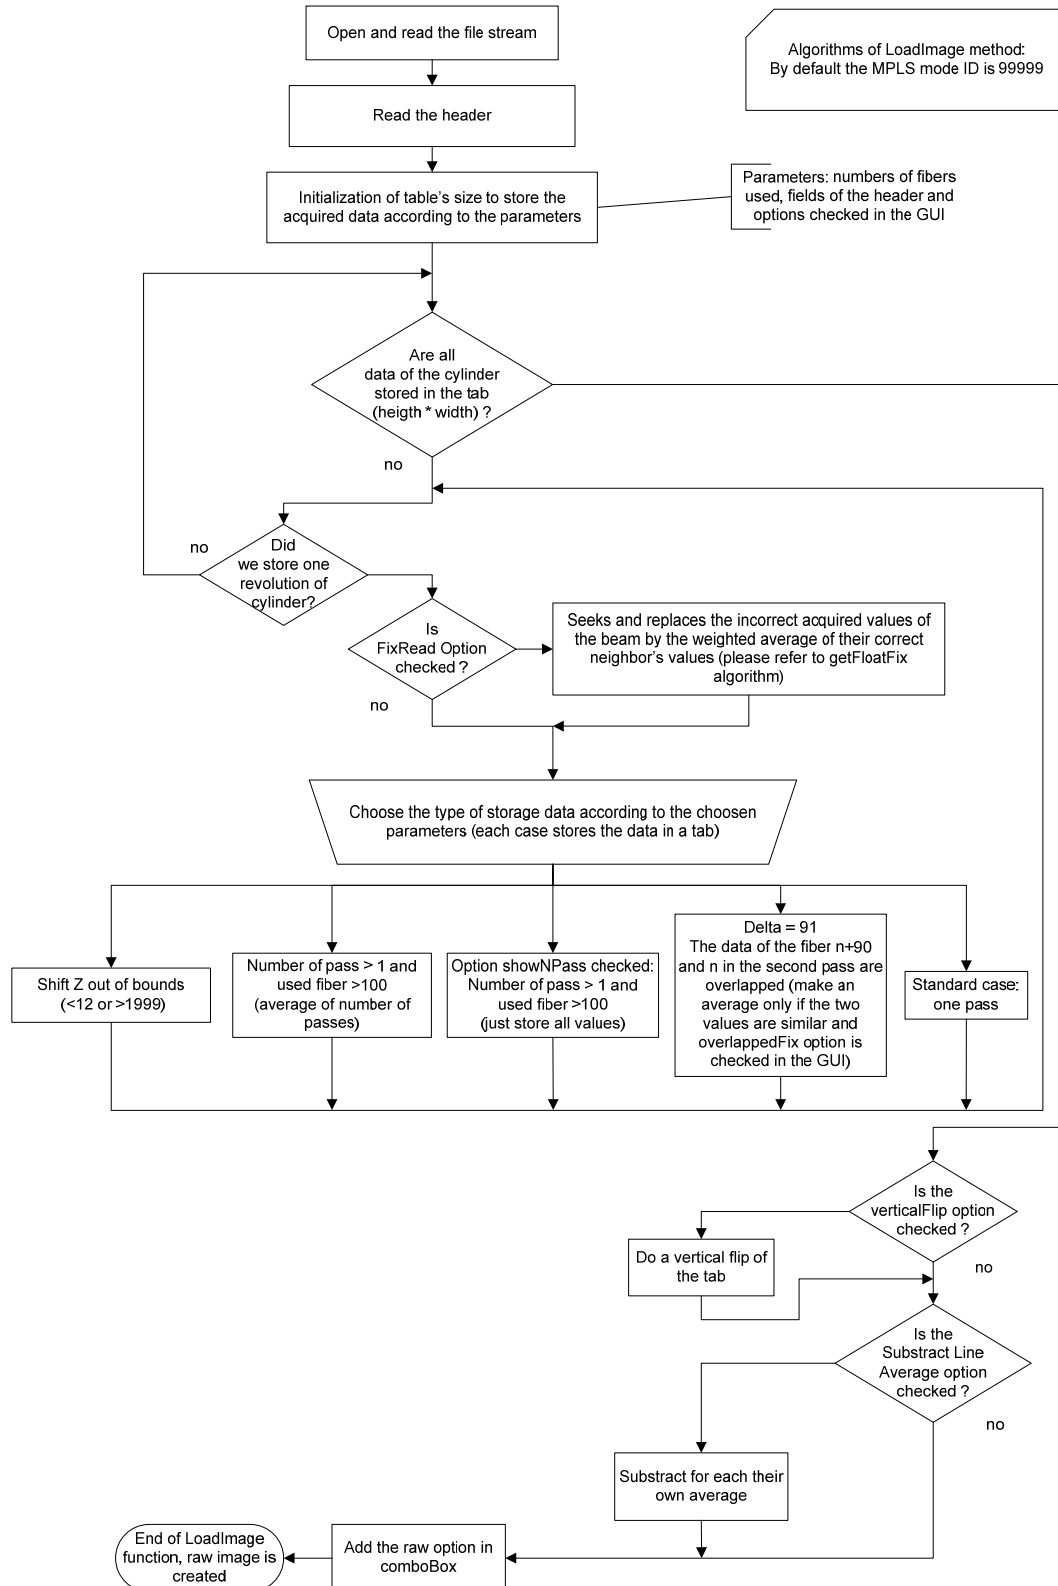 Open and read the file stream
Algorithms of LoadImage method:
By default the MPLS mode ID is 99999
Read the header
Initialization of table's size to store the
acquired data according to the parameters
Parameters: numbers of fibers
used, fields of the header and
options checked in the GUI
Are all
data of the cylinder
stored in the tab
(heigth * width) ?
no
Did
we store one
revolution of
cylinder?
no
Is
FixRead Option
checked ?
no
Seeks and replaces the incorrect acquired values of
the beam by the weighted average of their correct
neighbor's values (please refer to getFloatFix
algorithm)
Choose the type of storage data according to the choosen
parameters (each case stores the data in a tab)
Shift Z out of bounds
(<12 or >1999)
Number of pass > 1 and
used fiber >100
(average of number of
passes)
Option showNPass checked:
Number of pass > 1 and
used fiber >100
(just store all values)
Delta = 91
The data of the fiber n+90
and n in the second pass are
overlapped (make an
average only if the two
values are similar and
overlappedFix option is
checked in the GUI)
Standard case:
one pass
Is the
verticalFlip option
checked ?
no
Do a vertical flip of
the tab
Is the
Substract Line
Average option
checked ?
no
Substract for each their
own average
Add the raw option in
comboBox
End of LoadImage
function, raw image is
created